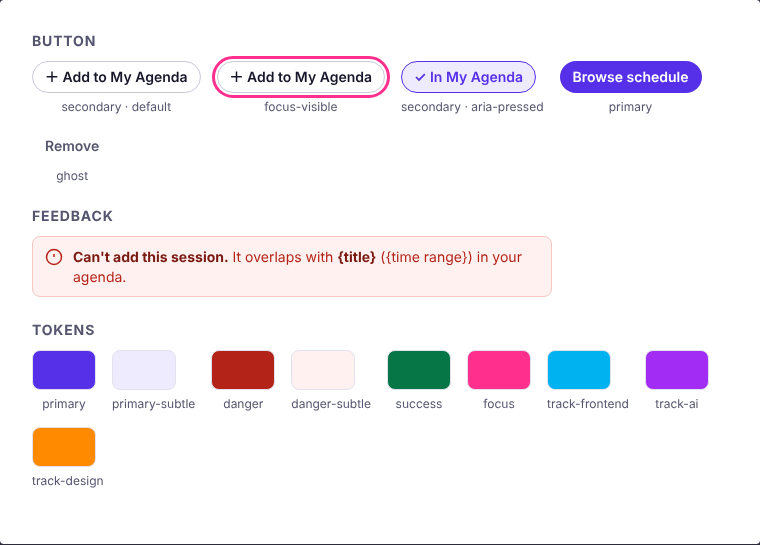 BUTTON
+ Add to My Agenda
+ Add to My Agenda
✓ In My Agenda
Browse schedule
secondary · default
focus-visible
secondary · aria-pressed
primary
Remove
ghost
FEEDBACK
Can't add this session. It overlaps with {title} ({time range}) in your
agenda.
TOKENS
primary
primary-subtle
danger
danger-subtle
success
focus
track-frontend
track-ai
track-design